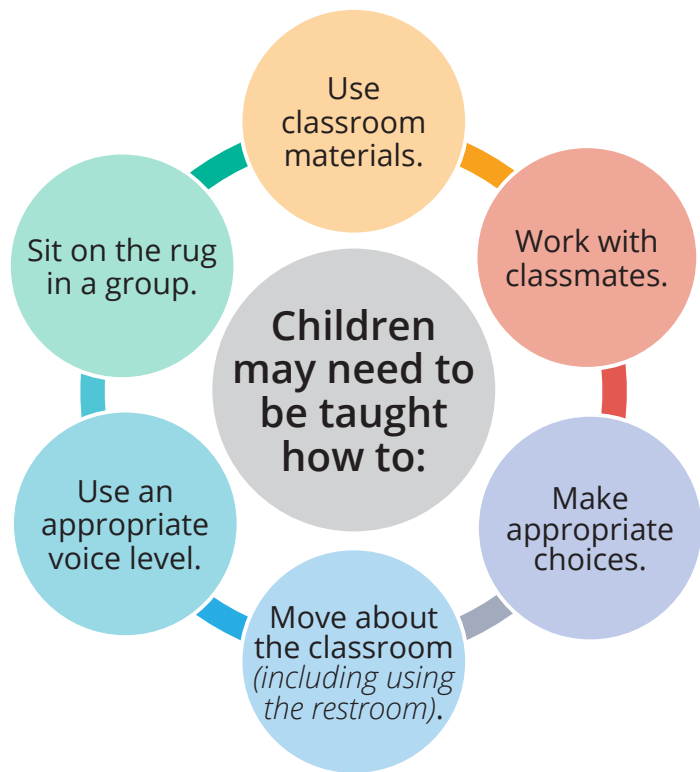 Children
may need to
be taught
how to:
Use
classroom
materials.
Work with
classmates.
Make
appropriate
choices.
Move about
the classroom
(including using
the restroom).
Use an
appropriate
voice level.
Sit on the rug
in a group.